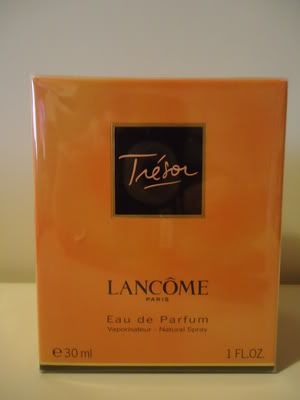 Trésor
LANCÔME
PARIS
Eau de Parfum
Vaporisateur - Natural Spray
℮ 30 ml 1 FL.OZ.